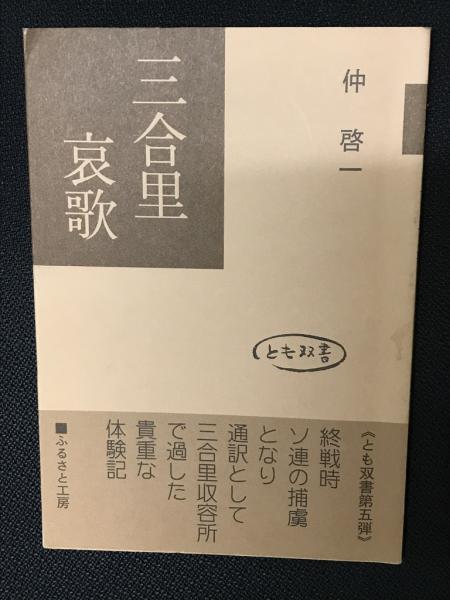 仲 啓一
三合里
哀歌
とも双書
《とも双書第五弾》
終戦時
ソ連の捕虜
となり
通訳として
三合里収容所
で過した
貴重な
体験記
■ふるさと工房